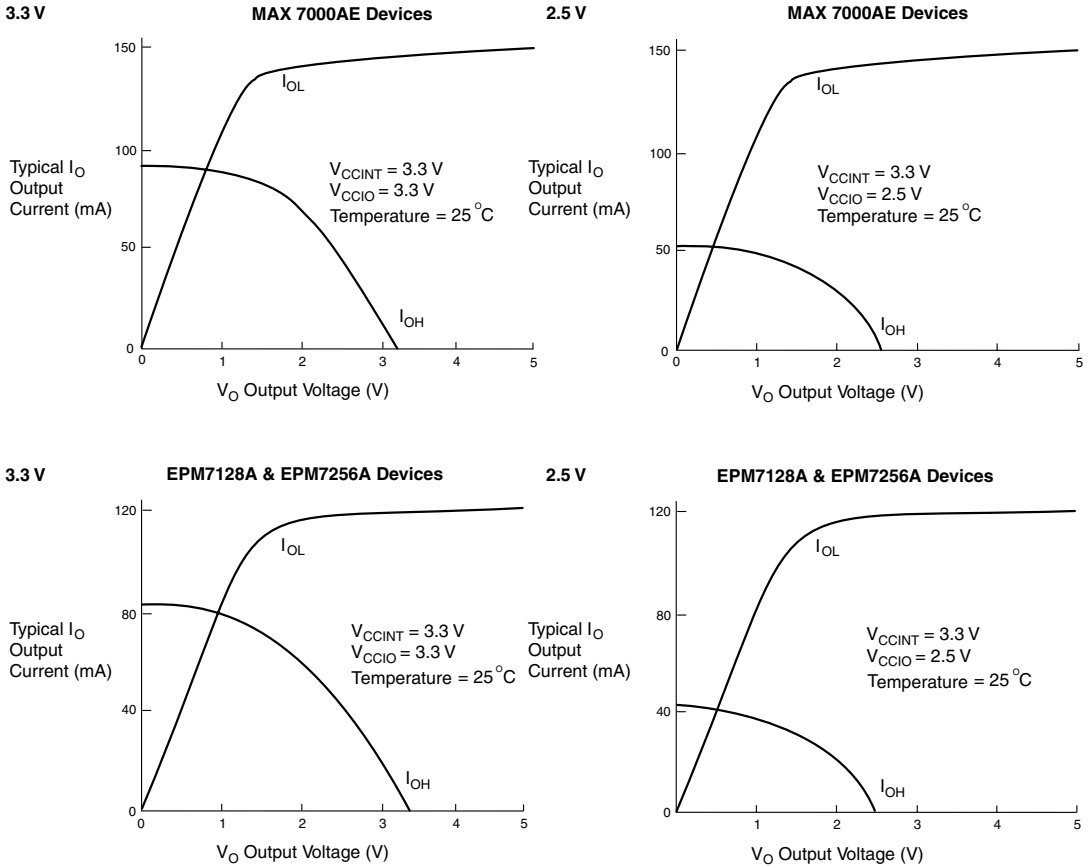 3.3 V
MAX 7000AE Devices
150
100
50
0
0 1 2 3 4 5
Typical IO
Output
Current (mA)
IOL
VCCINT = 3.3 V
VCCIO = 3.3 V
Temperature = 25 °C
IOH
VO Output Voltage (V)
2.5 V
MAX 7000AE Devices
150
100
50
0
0 1 2 3 4 5
Typical IO
Output
Current (mA)
IOL
VCCINT = 3.3 V
VCCIO = 2.5 V
Temperature = 25 °C
IOH
VO Output Voltage (V)
3.3 V
EPM7128A & EPM7256A Devices
120
80
40
0
0 1 2 3 4 5
Typical IO
Output
Current (mA)
IOL
VCCINT = 3.3 V
VCCIO = 3.3 V
Temperature = 25 °C
IOH
VO Output Voltage (V)
2.5 V
EPM7128A & EPM7256A Devices
120
80
40
0
0 1 2 3 4 5
Typical IO
Output
Current (mA)
IOL
VCCINT = 3.3 V
VCCIO = 2.5 V
Temperature = 25 °C
IOH
VO Output Voltage (V)